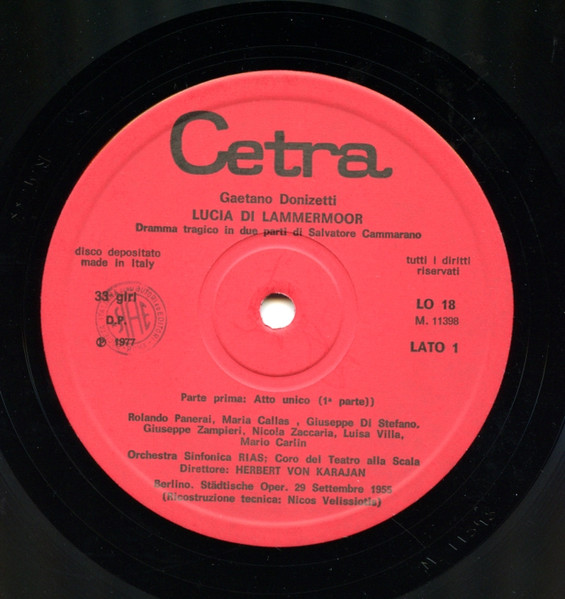 Cetra
Gaetano Donizetti
LUCIA DI LAMMERMOOR
Dramma tragico in due parti di Salvatore Cammarano
disco depositato
made in Italy
tutti i diritti
riservati
33 giri
D.P.
℗ 1977
LO 18
M. 11398
LATO 1
Parte prima: Atto unico (1ª parte))
Rolando Panerai, Maria Callas , Giuseppe Di Stefano.
Giuseppe Zampieri, Nicola Zaccaria, Luisa Villa,
Mario Carlin
Orchestra Sinfonica RIAS; Coro del Teatro alla Scala
Direttore: HERBERT VON KARAJAN
Berlino. Städtische Oper. 29 Settembre 1955
(Ricostruzione tecnica: Nicos Velissiotis)